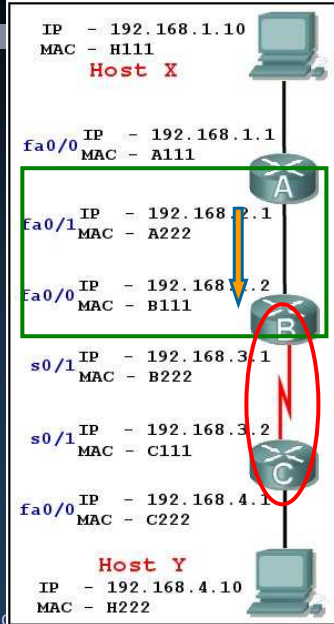 IP - 192.168.1.10
MAC - H111
Host X
fa0/0 IP - 192.168.1.1
MAC - A111
A
fa0/1 IP - 192.168.2.1
MAC - A222
fa0/0 IP - 192.168.2.2
MAC - B111
B
s0/1 IP - 192.168.3.1
MAC - B222
s0/1 IP - 192.168.3.2
MAC - C111
C
fa0/0 IP - 192.168.4.1
MAC - C222
Host Y
IP - 192.168.4.10
MAC - H222